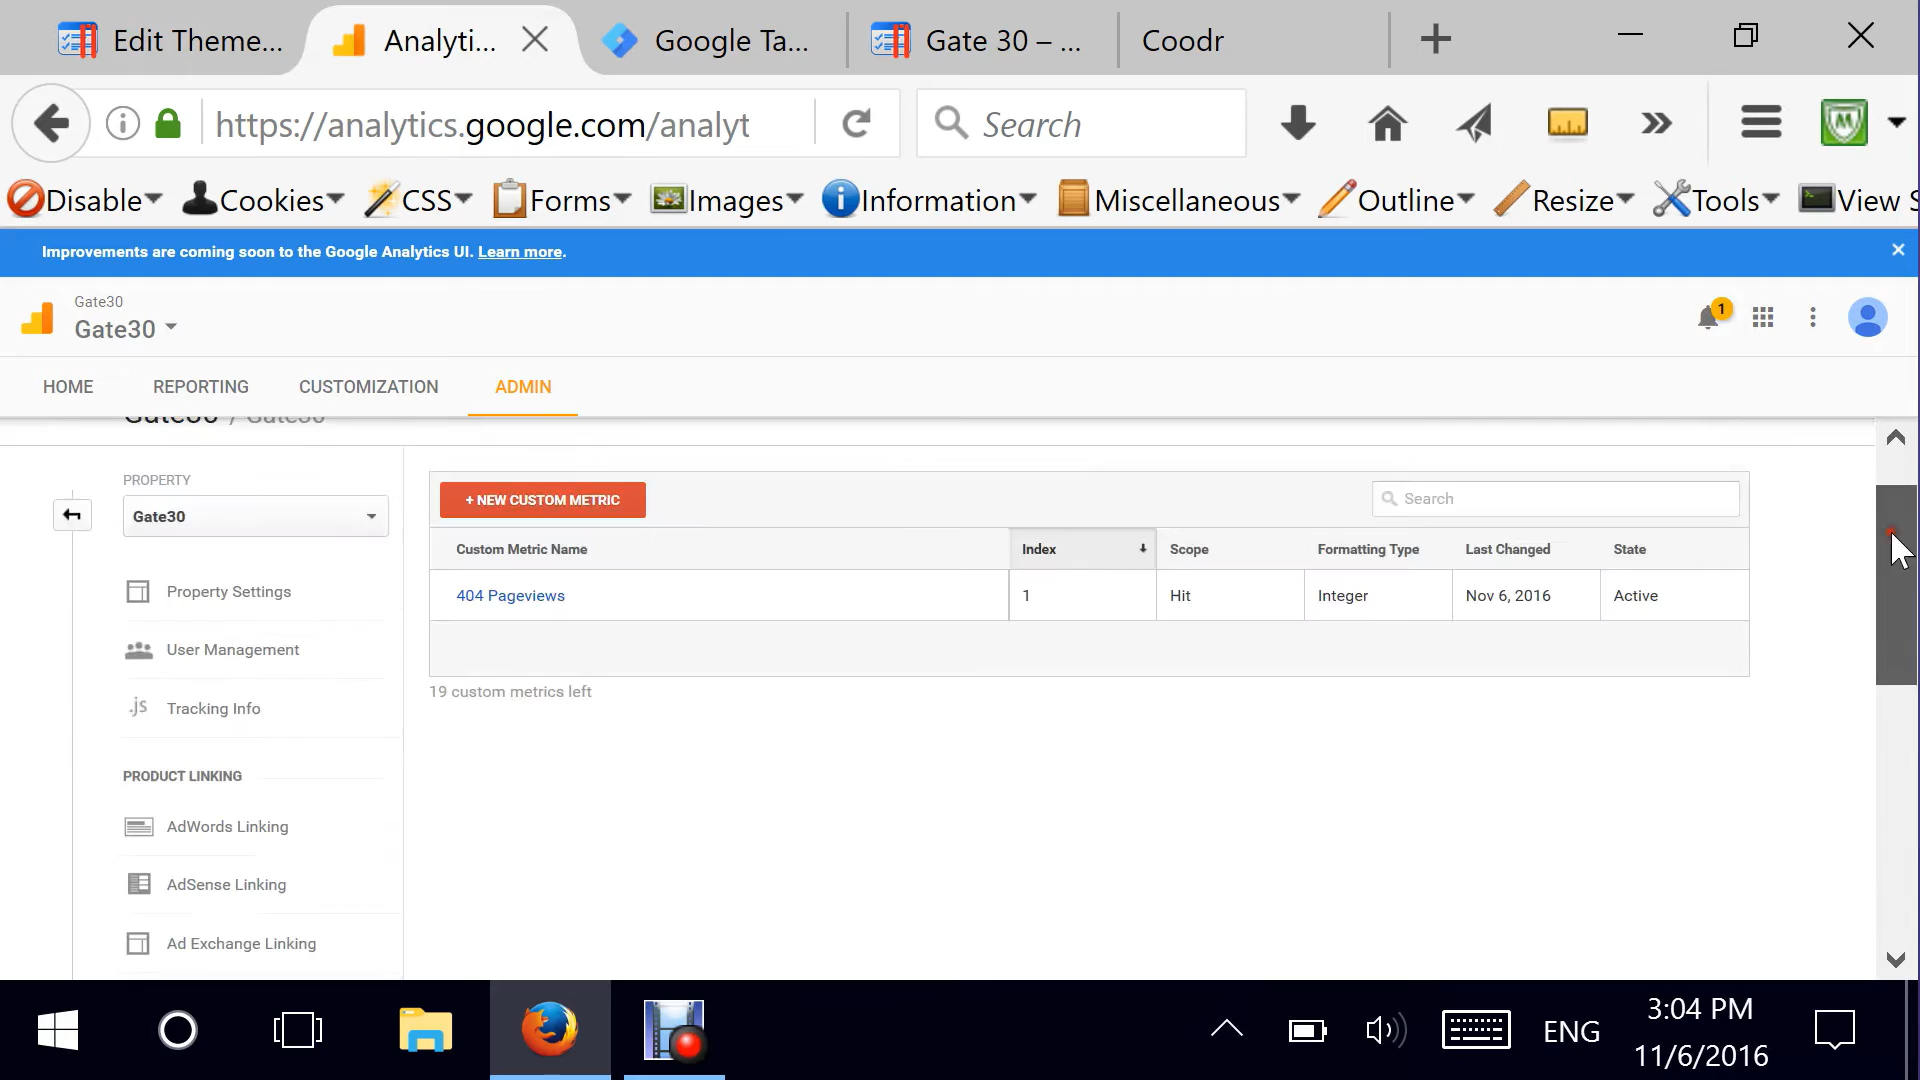 Edit Theme...
Analyti...
Google Ta...
Gate 30 – ...
Coodr
https://analytics.google.com/analyt
Search
Disable
Cookies
CSS
Forms
Images
Information
Miscellaneous
Outline
Resize
Tools
View S
Improvements are coming soon to the Google Analytics UI. Learn more.
Gate30
Gate30
1
HOME
REPORTING
CUSTOMIZATION
ADMIN
Gate30 / Gate30
PROPERTY
Gate30
+ NEW CUSTOM METRIC
Search
Custom Metric Name Index Scope Formatting Type Last Changed State
404 Pageviews 1 Hit Integer Nov 6, 2016 Active
19 custom metrics left
Property Settings
User Management
.js Tracking Info
PRODUCT LINKING
AdWords Linking
AdSense Linking
Ad Exchange Linking
ENG
3:04 PM
11/6/2016